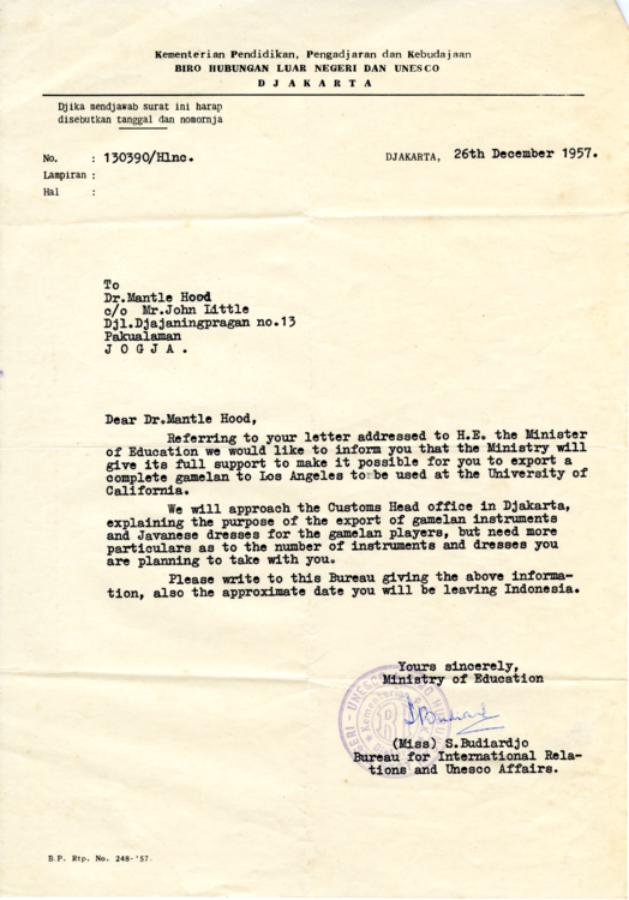 Kementerian Pendidikan, Pengadjaran dan Kebudajaan
BIRO HUBUNGAN LUAR NEGERI DAN UNESCO
D J A K A R T A
Djika mendjawab surat ini harap
disebutkan tanggal dan nomornja
No. : 130390/Hlnc.
DJAKARTA, 26th December 1957.
Lampiran :
Hal :
To
Dr.Mantle Hood
c/o Mr.John Little
Djl.Djajaningpragan no.13
Pakualaman
J O G J A .
Dear Dr.Mantle Hood,
Referring to your letter addressed to H.E. the Minister
of Education we would like to inform you that the Ministry will
give its full support to make it possible for you to export a
complete gamelan to Los Angeles to be used at the University of
California.
We will approach the Customs Head office in Djakarta,
explaining the purpose of the export of gamelan instruments
and Javanese dresses for the gamelan players, but need more
particulars as to the number of instruments and dresses you
are planning to take with you.
Please write to this Bureau giving the above informa-
tion, also the approximate date you will be leaving Indonesia.
Yours sincerely,
Ministry of Education
(Miss) S.Budiardjo
Bureau for International Rela-
tions and Unesco Affairs.
B.P. Rtp. No. 248-'57.